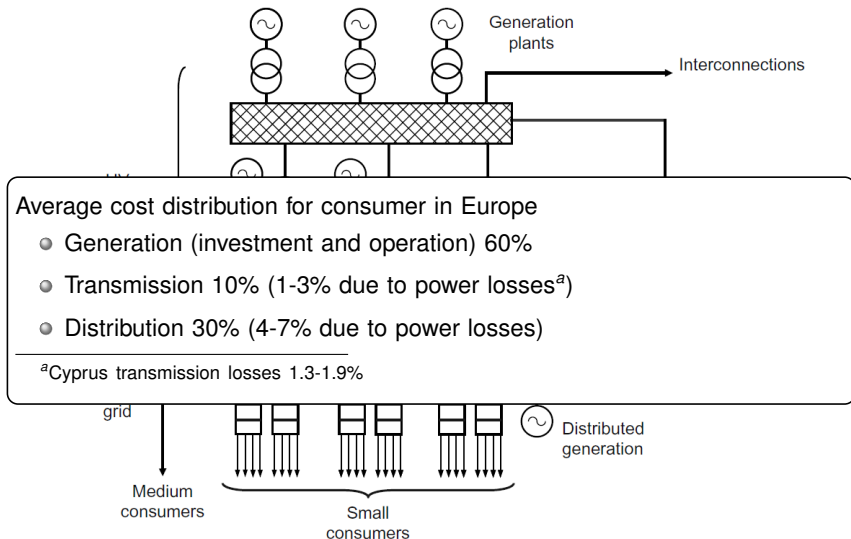 Generation
plants
Interconnections
Average cost distribution for consumer in Europe
Generation (investment and operation) 60%
Transmission 10% (1-3% due to power lossesa)
Distribution 30% (4-7% due to power losses)
aCyprus transmission losses 1.3-1.9%
grid
Distributed
generation
Medium
consumers
Small
consumers